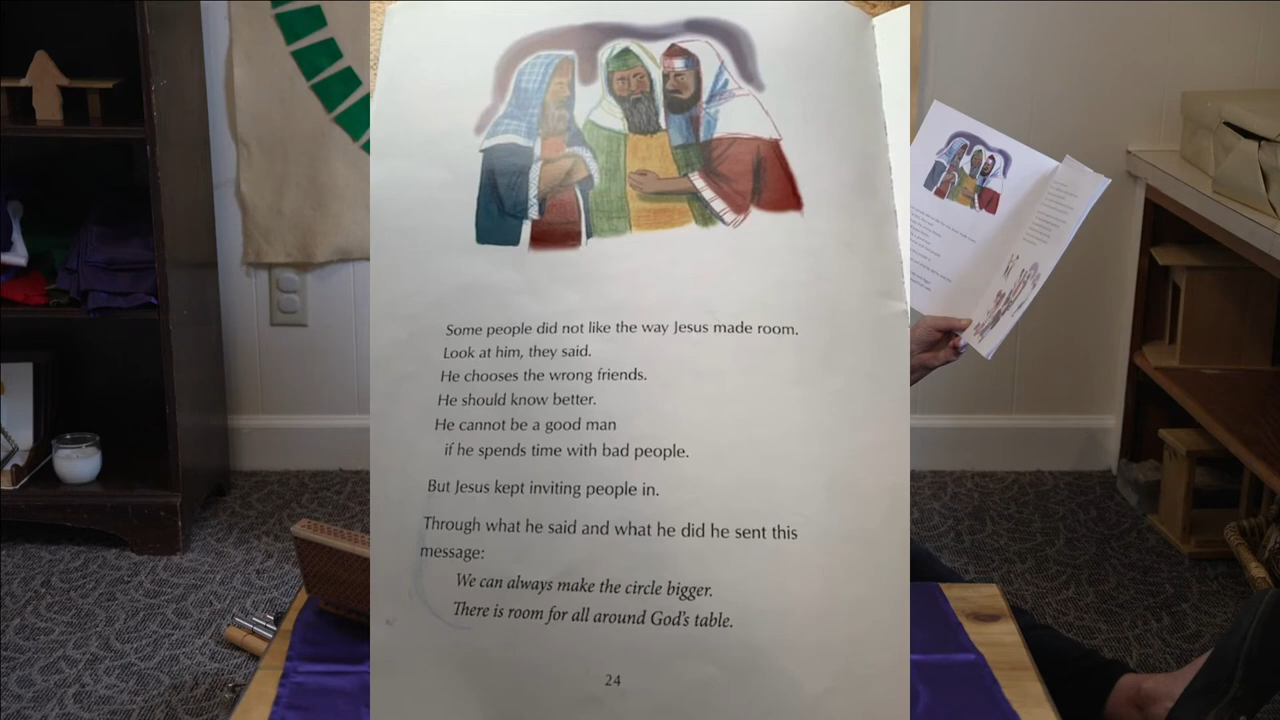 Some people did not like the way Jesus made room.
Look at him, they said.
He chooses the wrong friends.
He should know better.
He cannot be a good man
if he spends time with bad people.
But Jesus kept inviting people in.
Through what he said and what he did he sent this
message:
We can always make the circle bigger.
There is room for all around God's table.
24